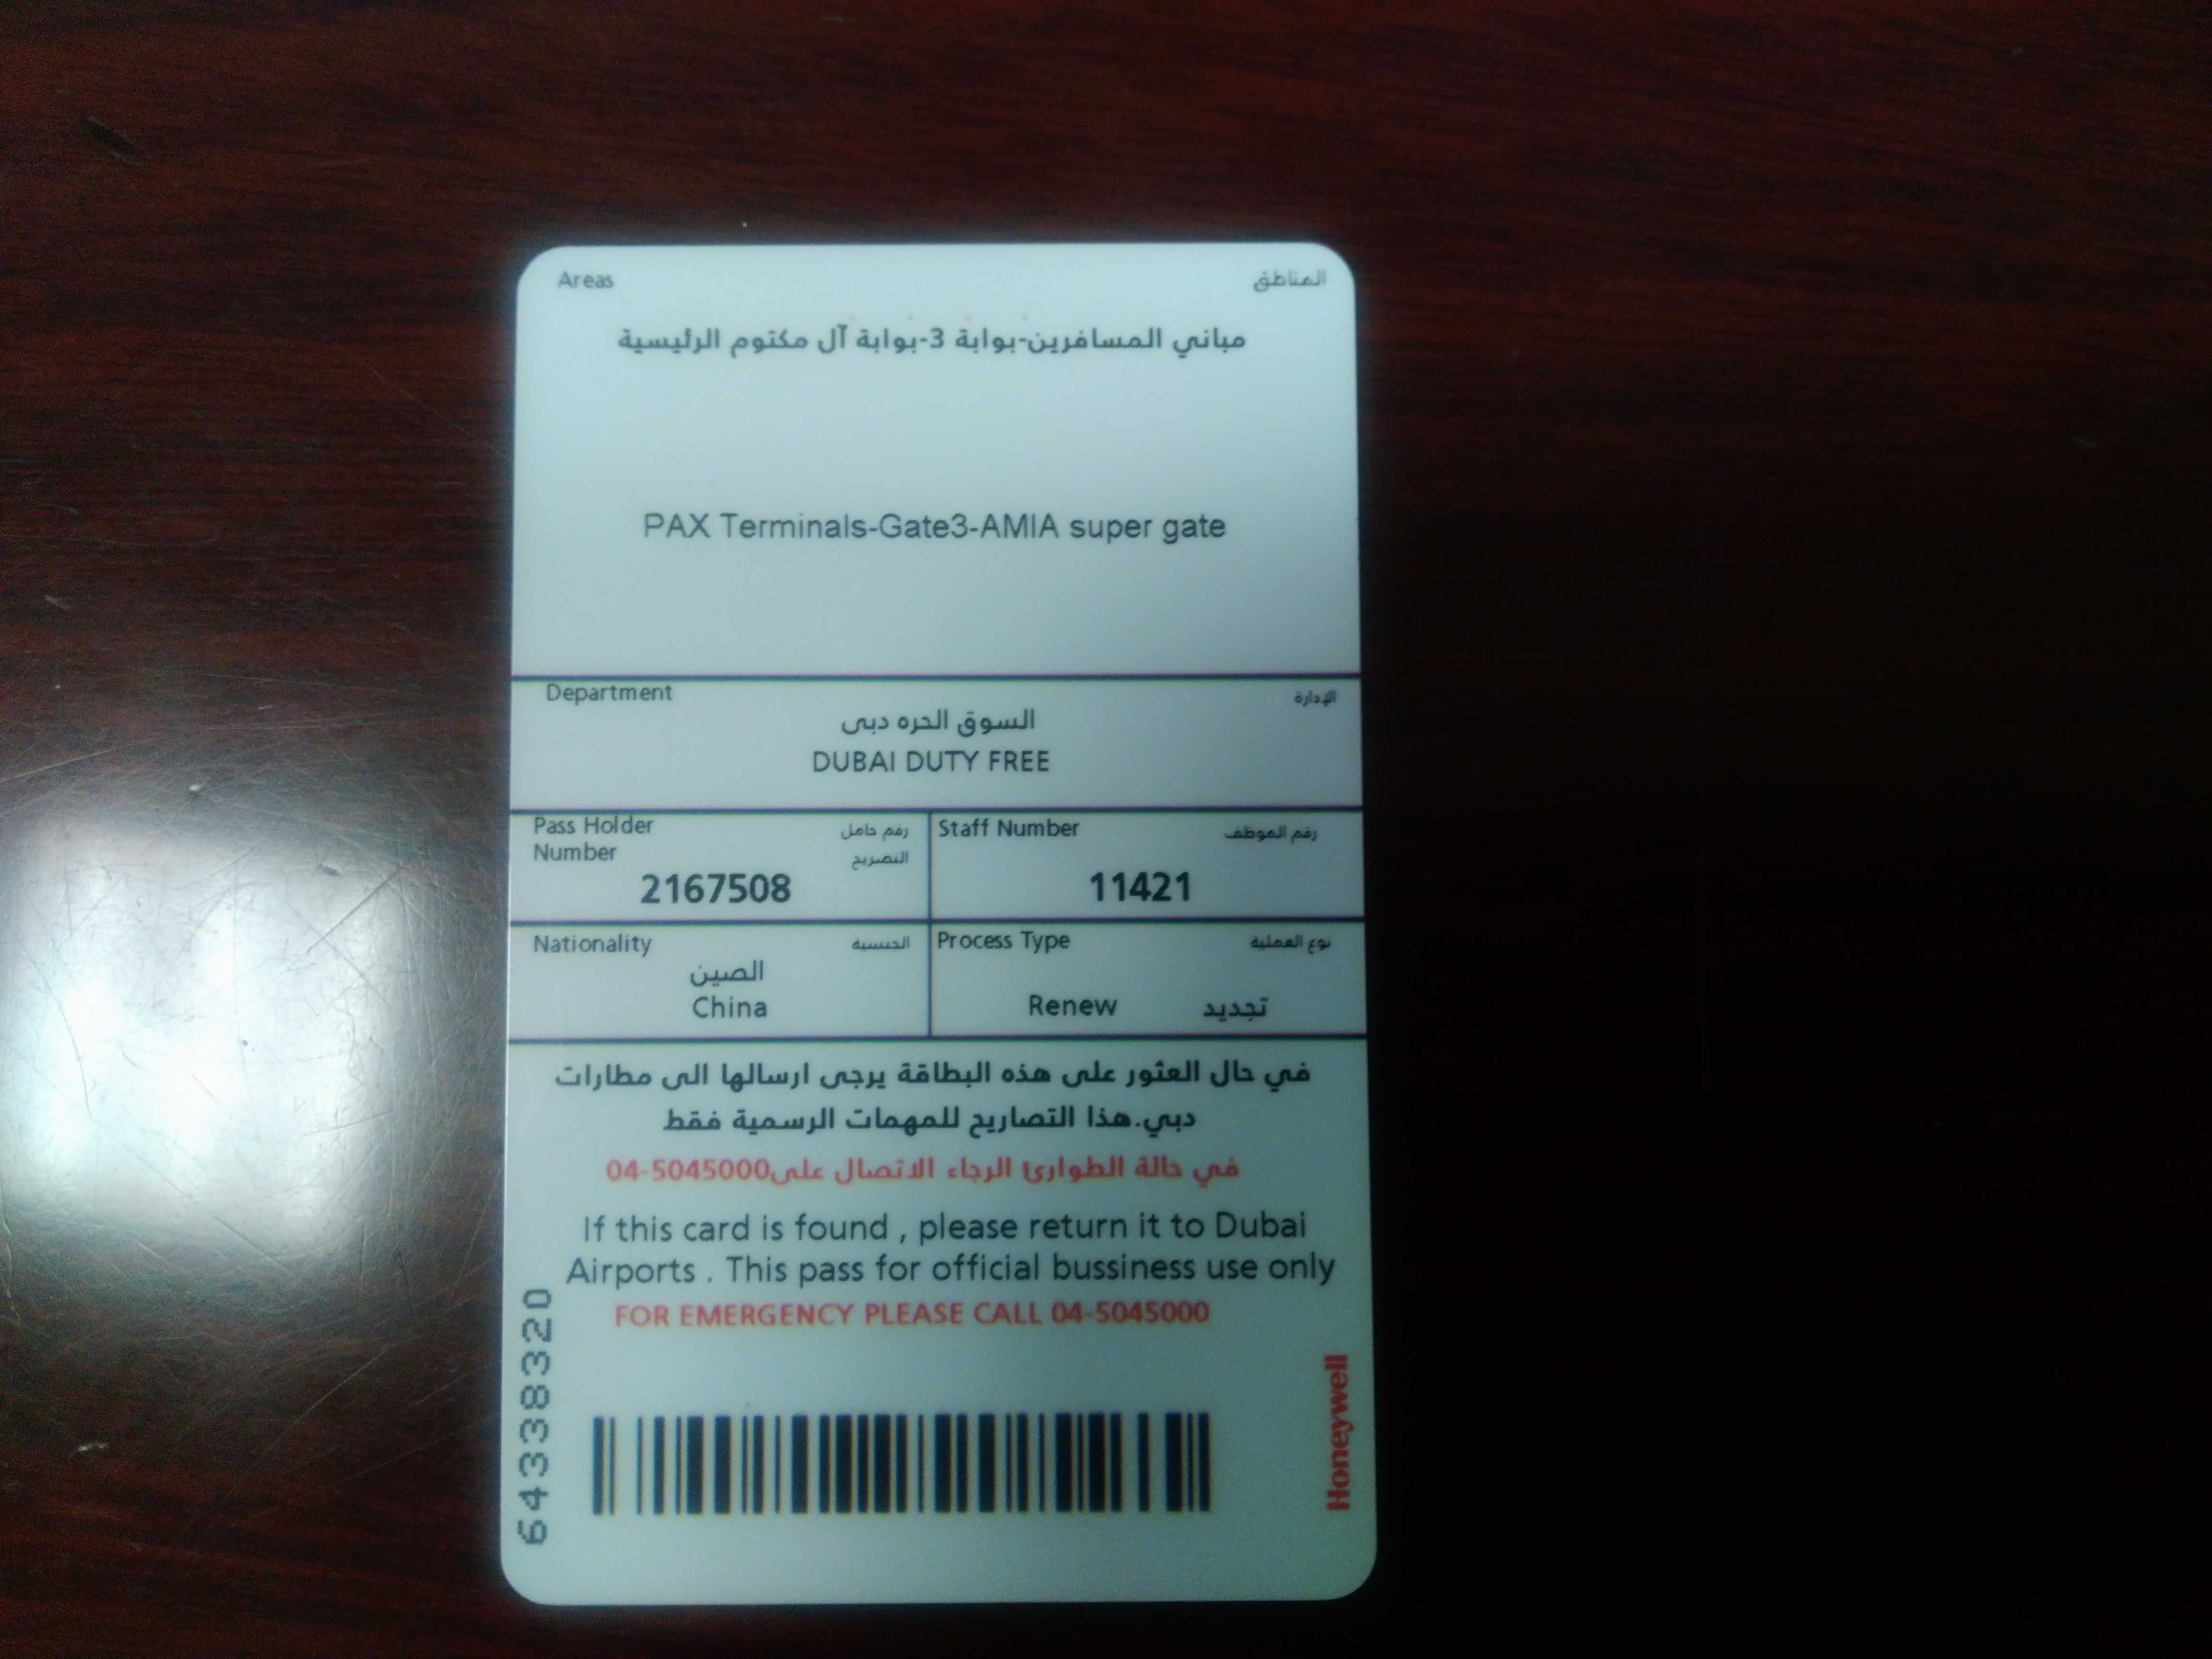 Areas المناطق
مباني المسافرين-بوابة 3-بوابة آل مكتوم الرئيسية
PAX Terminals-Gate3-AMIA super gate
Department الإدارة
السوق الحره دبى
DUBAI DUTY FREE
Pass Holder رقم حامل
Number التصريح
2167508
Staff Number رقم الموظف
11421
Nationality الجنسية
الصين
China
Process Type نوع العملية
Renew تجديد
في حال العثور على هذه البطاقة يرجى ارسالها الى مطارات
دبي.هذا التصاريح للمهمات الرسمية فقط
في حالة الطوارئ الرجاء الاتصال على04-5045000
If this card is found , please return it to Dubai
Airports . This pass for official bussiness use only
FOR EMERGENCY PLEASE CALL 04-5045000
64338320
Honeywell